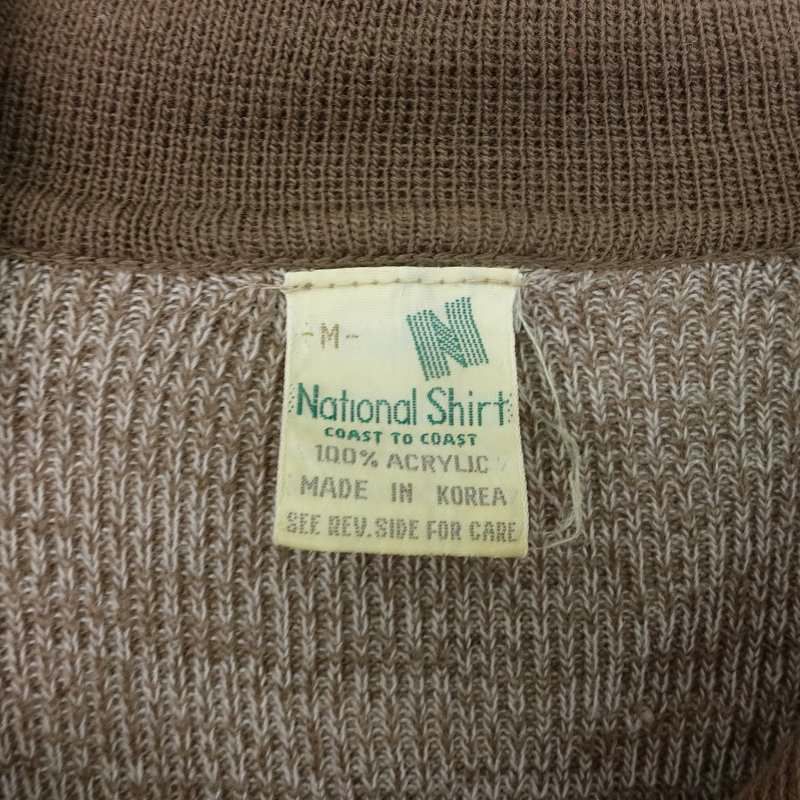 -M-
N
National Shirt
COAST TO COAST
100% ACRYLIC
MADE IN KOREA
SEE REV. SIDE FOR CARE